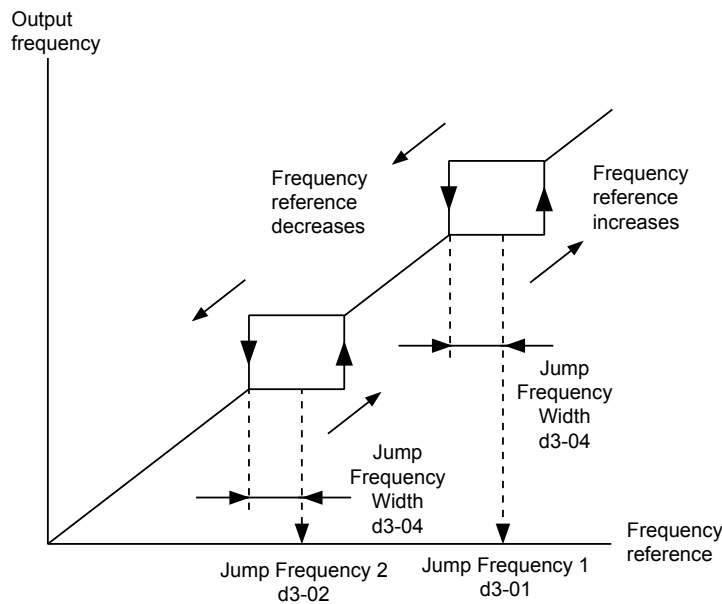 Output
frequency
Frequency
reference
decreases
Frequency
reference
increases
Jump
Frequency
Width
d3-04
Jump
Frequency
Width
d3-04
Frequency
reference
Jump Frequency 2
d3-02
Jump Frequency 1
d3-01